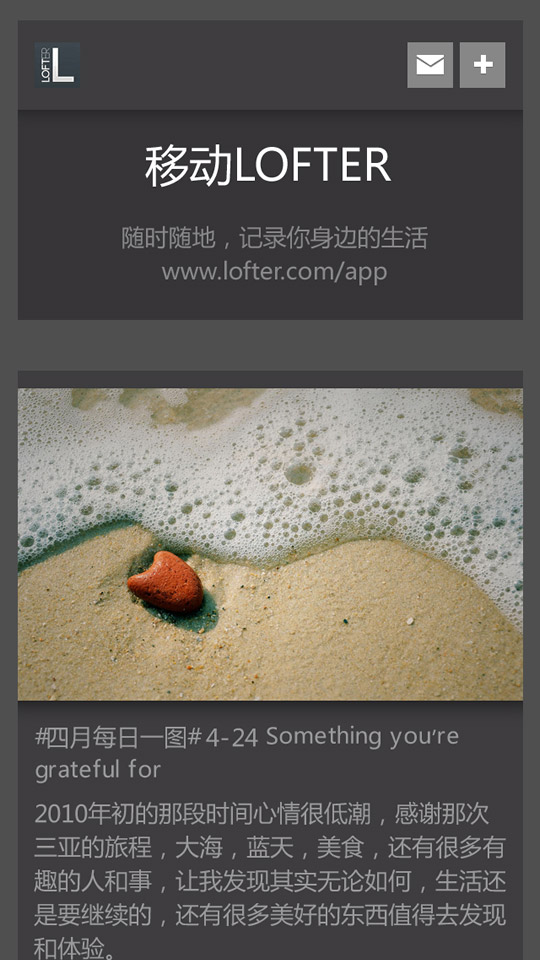 LOFTER
L
移动LOFTER
随时随地，记录你身边的生活
www.lofter.com/app
#四月每日一图# 4-24 Something you're
grateful for
2010年初的那段时间心情很低潮，感谢那次
三亚的旅程，大海，蓝天，美食，还有很多有
趣的人和事，让我发现其实无论如何，生活还
是要继续的，还有很多美好的东西值得去发现
和体验。